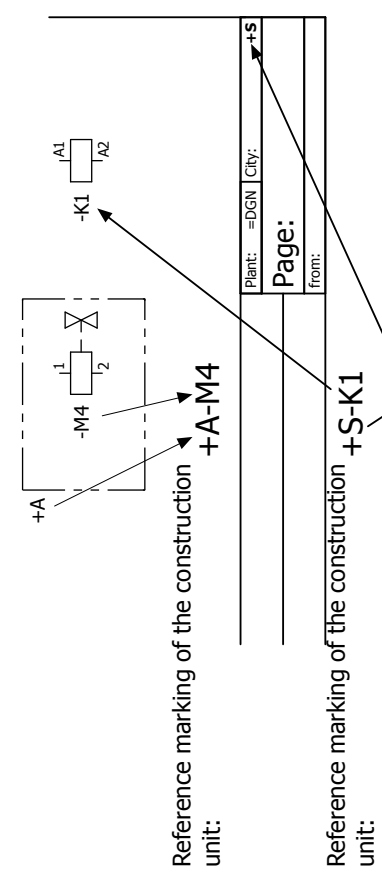 +A
-M4
1
2
-K1
A1
A2
Reference marking of the construction
unit:
+A-M4
Plant: =DGN City: +S
Page:
from:
Reference marking of the construction
unit:
+S-K1